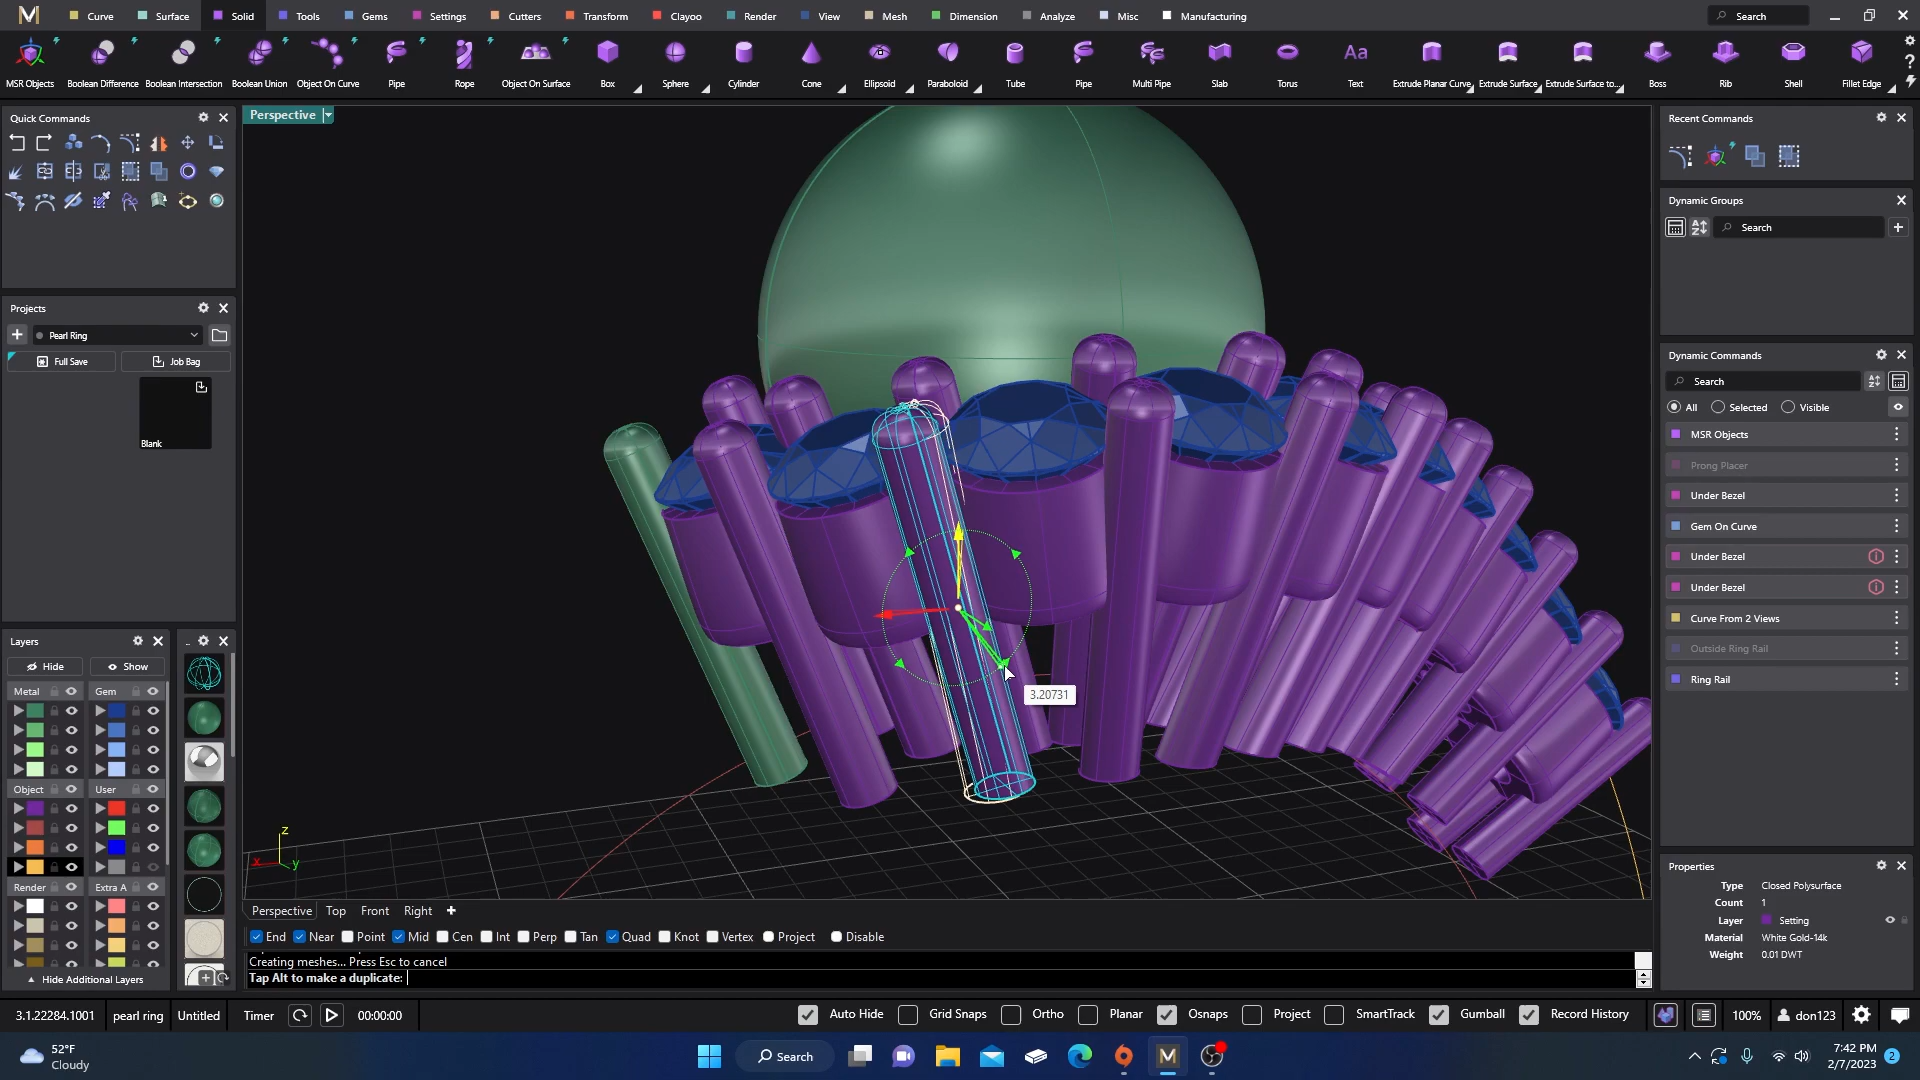 Curve Surface Solid Tools Gems Settings Cutters Transform Clayoo Render View Mesh Dimension Analyze Misc Manufacturing Search
MSR Objects Boolean Difference Boolean Intersection Boolean Union Object On Curve Pipe Rope Object On Surface Box Sphere Cylinder Cone Ellipsoid Paraboloid Tube Pipe Multi Pipe Slab Torus Text Extrude Planar Curve Extrude Surface Extrude Surface to... Boss Rib Shell Fillet Edge
Quick Commands
Perspective
Recent Commands
Dynamic Groups
Search
Projects
Pearl Ring
Full Save Job Bag
Blank
Dynamic Commands
Search
All Selected Visible
MSR Objects
Prong Placer
Under Bezel
Gem On Curve
Under Bezel
Under Bezel
Curve From 2 Views
Outside Ring Rail
Ring Rail
3.20731
Layers
Hide Show
Metal Gem
Object User
Render Extra A
Hide Additional Layers
z
x y
Properties
Type Closed Polysurface
Count 1
Layer Setting
Material White Gold-14k
Weight 0.01 DWT
Perspective Top Front Right
End Near Point Mid Cen Int Perp Tan Quad Knot Vertex Project Disable
Creating meshes... Press Esc to cancel
Tap Alt to make a duplicate:
3.1.22284.1001 pearl ring Untitled Timer 00:00:00 Auto Hide Grid Snaps Ortho Planar Osnaps Project SmartTrack Gumball Record History 100% don123
52°F
Cloudy
Search
7:42 PM
2/7/2023 2